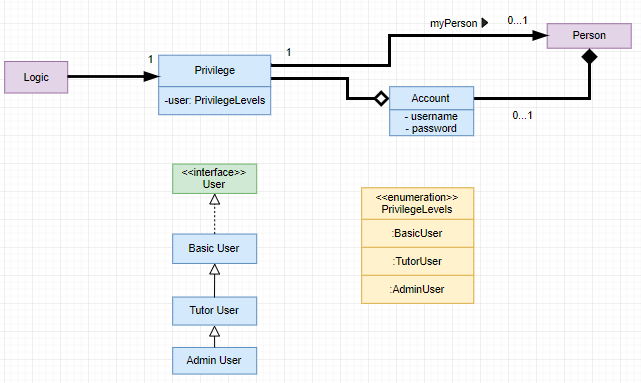 myPerson
0...1
Person
1
1
Logic
Privilege
-user: PrivilegeLevels
Account
- username
- password
0...1
<<interface>>
User
<<enumeration>>
PrivilegeLevels
:BasicUser
:TutorUser
:AdminUser
Basic User
Tutor User
Admin User